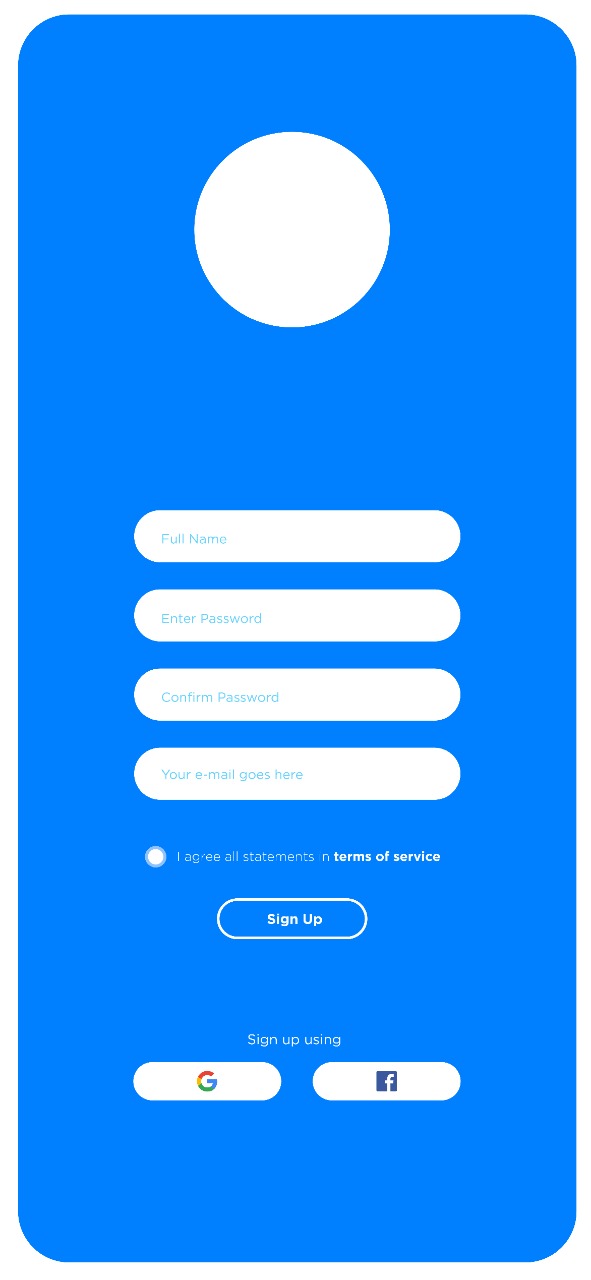 Full Name
Enter Password
Confirm Password
Your e-mail goes here
I agree all statements in terms of service
Sign Up
Sign up using